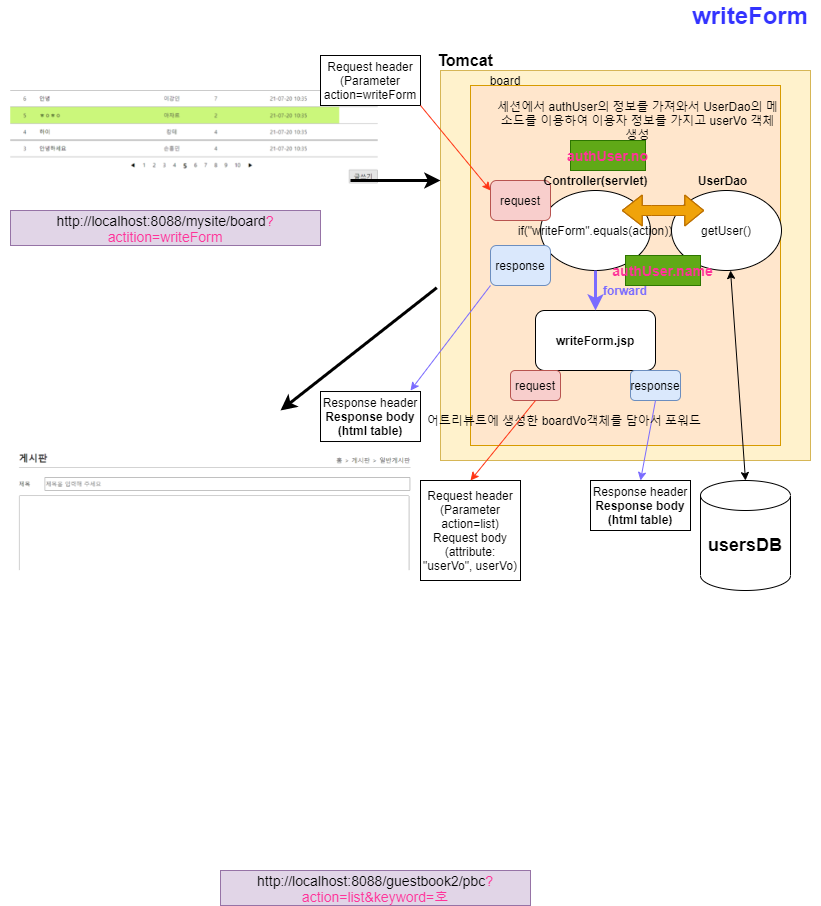 writeForm
Tomcat
Request header
(Parameter
action=writeForm
board
세션에서 authUser의 정보를 가져와서 UserDao의 메
소드를 이용하여 이용자 정보를 가지고 userVo 객체
생성
authUser.no
6 안녕 7 21-07-20 10:35
5 2 21-07-20 10:35
4 하이 4 21-07-20 10:35
3 안녕하세요 4 21-07-20 10:35
◀ 1 2 3 4 5 6 7 8 9 10 ▶
글쓰기
Controller(servlet)
UserDao
request
if("writeForm".equals(action))
getUser()
http://localhost:8088/mysite/board?
actition=writeForm
response
authUser.name
forward
writeForm.jsp
request
response
Response header
Response body
(html table)
어트리뷰트에 생성한 boardVo객체를 담아서 포워드
게시판
홈 > 게시판 > 일반게시판
제목
제목을 입력해 주세요
Request header
(Parameter
action=list)
Request body
(attribute:
"userVo", userVo)
Response header
Response body
(html table)
usersDB
http://localhost:8088/guestbook2/pbc?
action=list&keyword=호